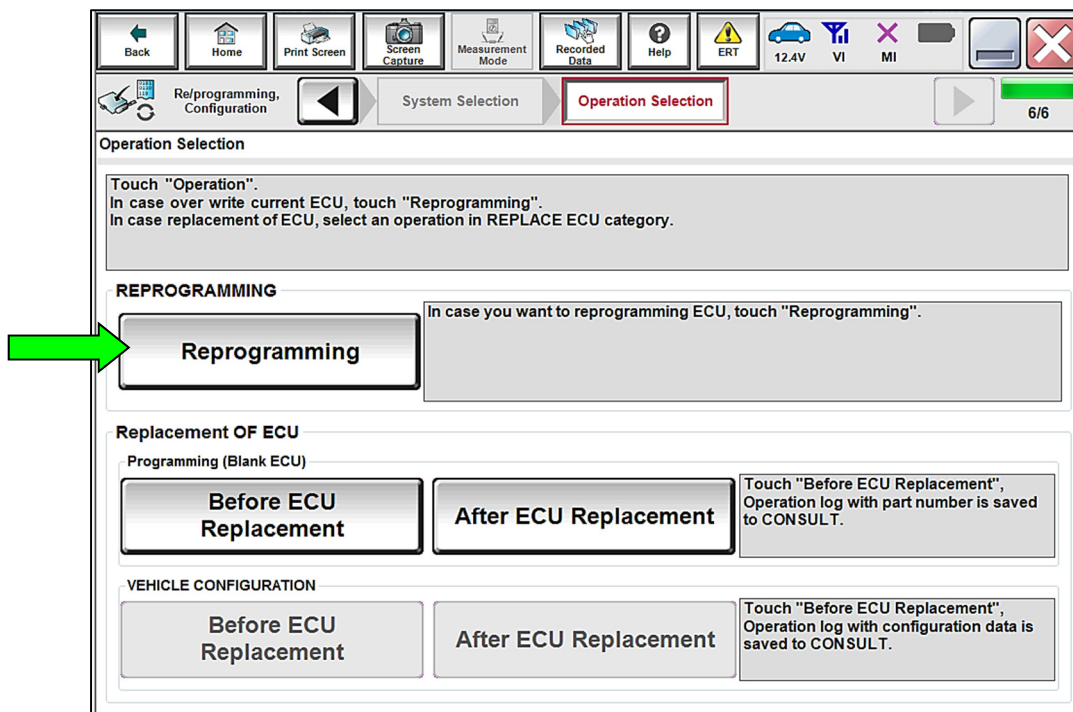 Back
Home
Print Screen
Screen
Capture
Measurement
Mode
Recorded
Data
Help
ERT
12.4V
VI
MI
Re/programming,
Configuration
System Selection
Operation Selection
6/6
Operation Selection
Touch "Operation".
In case over write current ECU, touch "Reprogramming".
In case replacement of ECU, select an operation in REPLACE ECU category.
REPROGRAMMING
Reprogramming
In case you want to reprogramming ECU, touch "Reprogramming".
Replacement OF ECU
Programming (Blank ECU)
Before ECU
Replacement
After ECU Replacement
Touch "Before ECU Replacement",
Operation log with part number is saved
to CONSULT.
VEHICLE CONFIGURATION
Before ECU
Replacement
After ECU Replacement
Touch "Before ECU Replacement",
Operation log with configuration data is
saved to CONSULT.